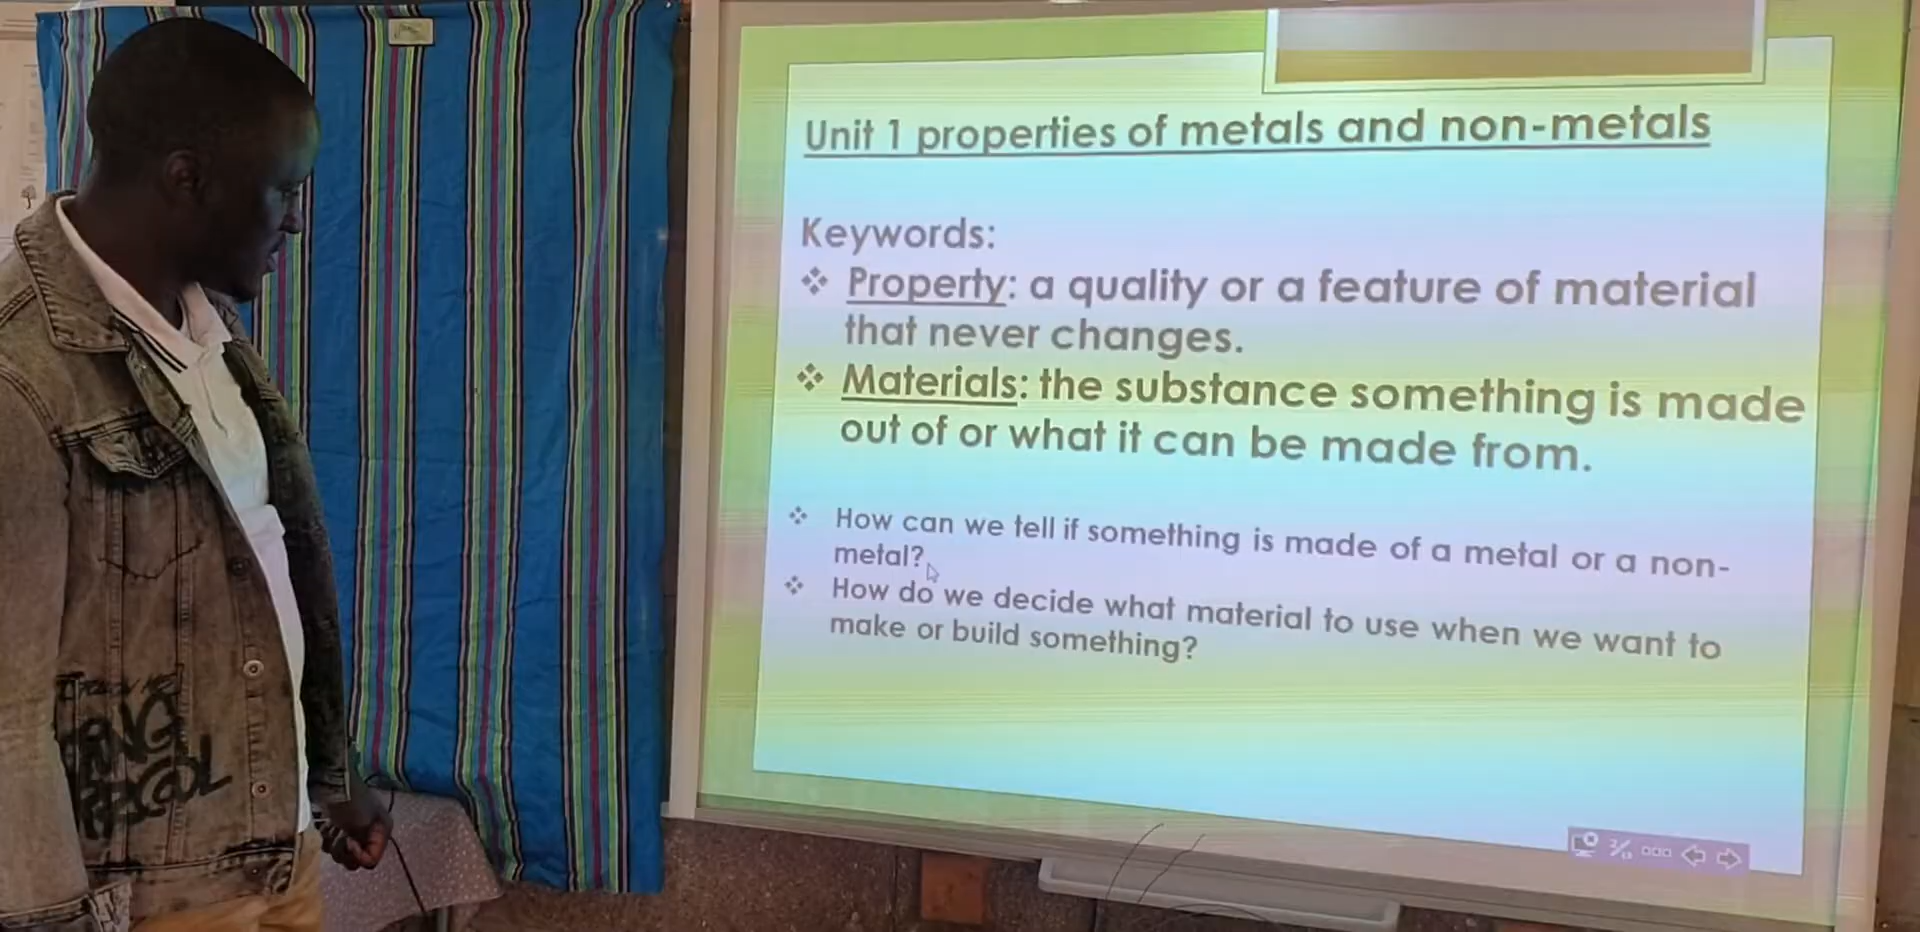 Unit 1 properties of metals and non-metals
Keywords:
Property: a quality or a feature of material
that never changes.
Materials: the substance something is made
out of or what it can be made from.
How can we tell if something is made of a metal or a non-
metal?
How do we decide what material to use when we want to
make or build something?